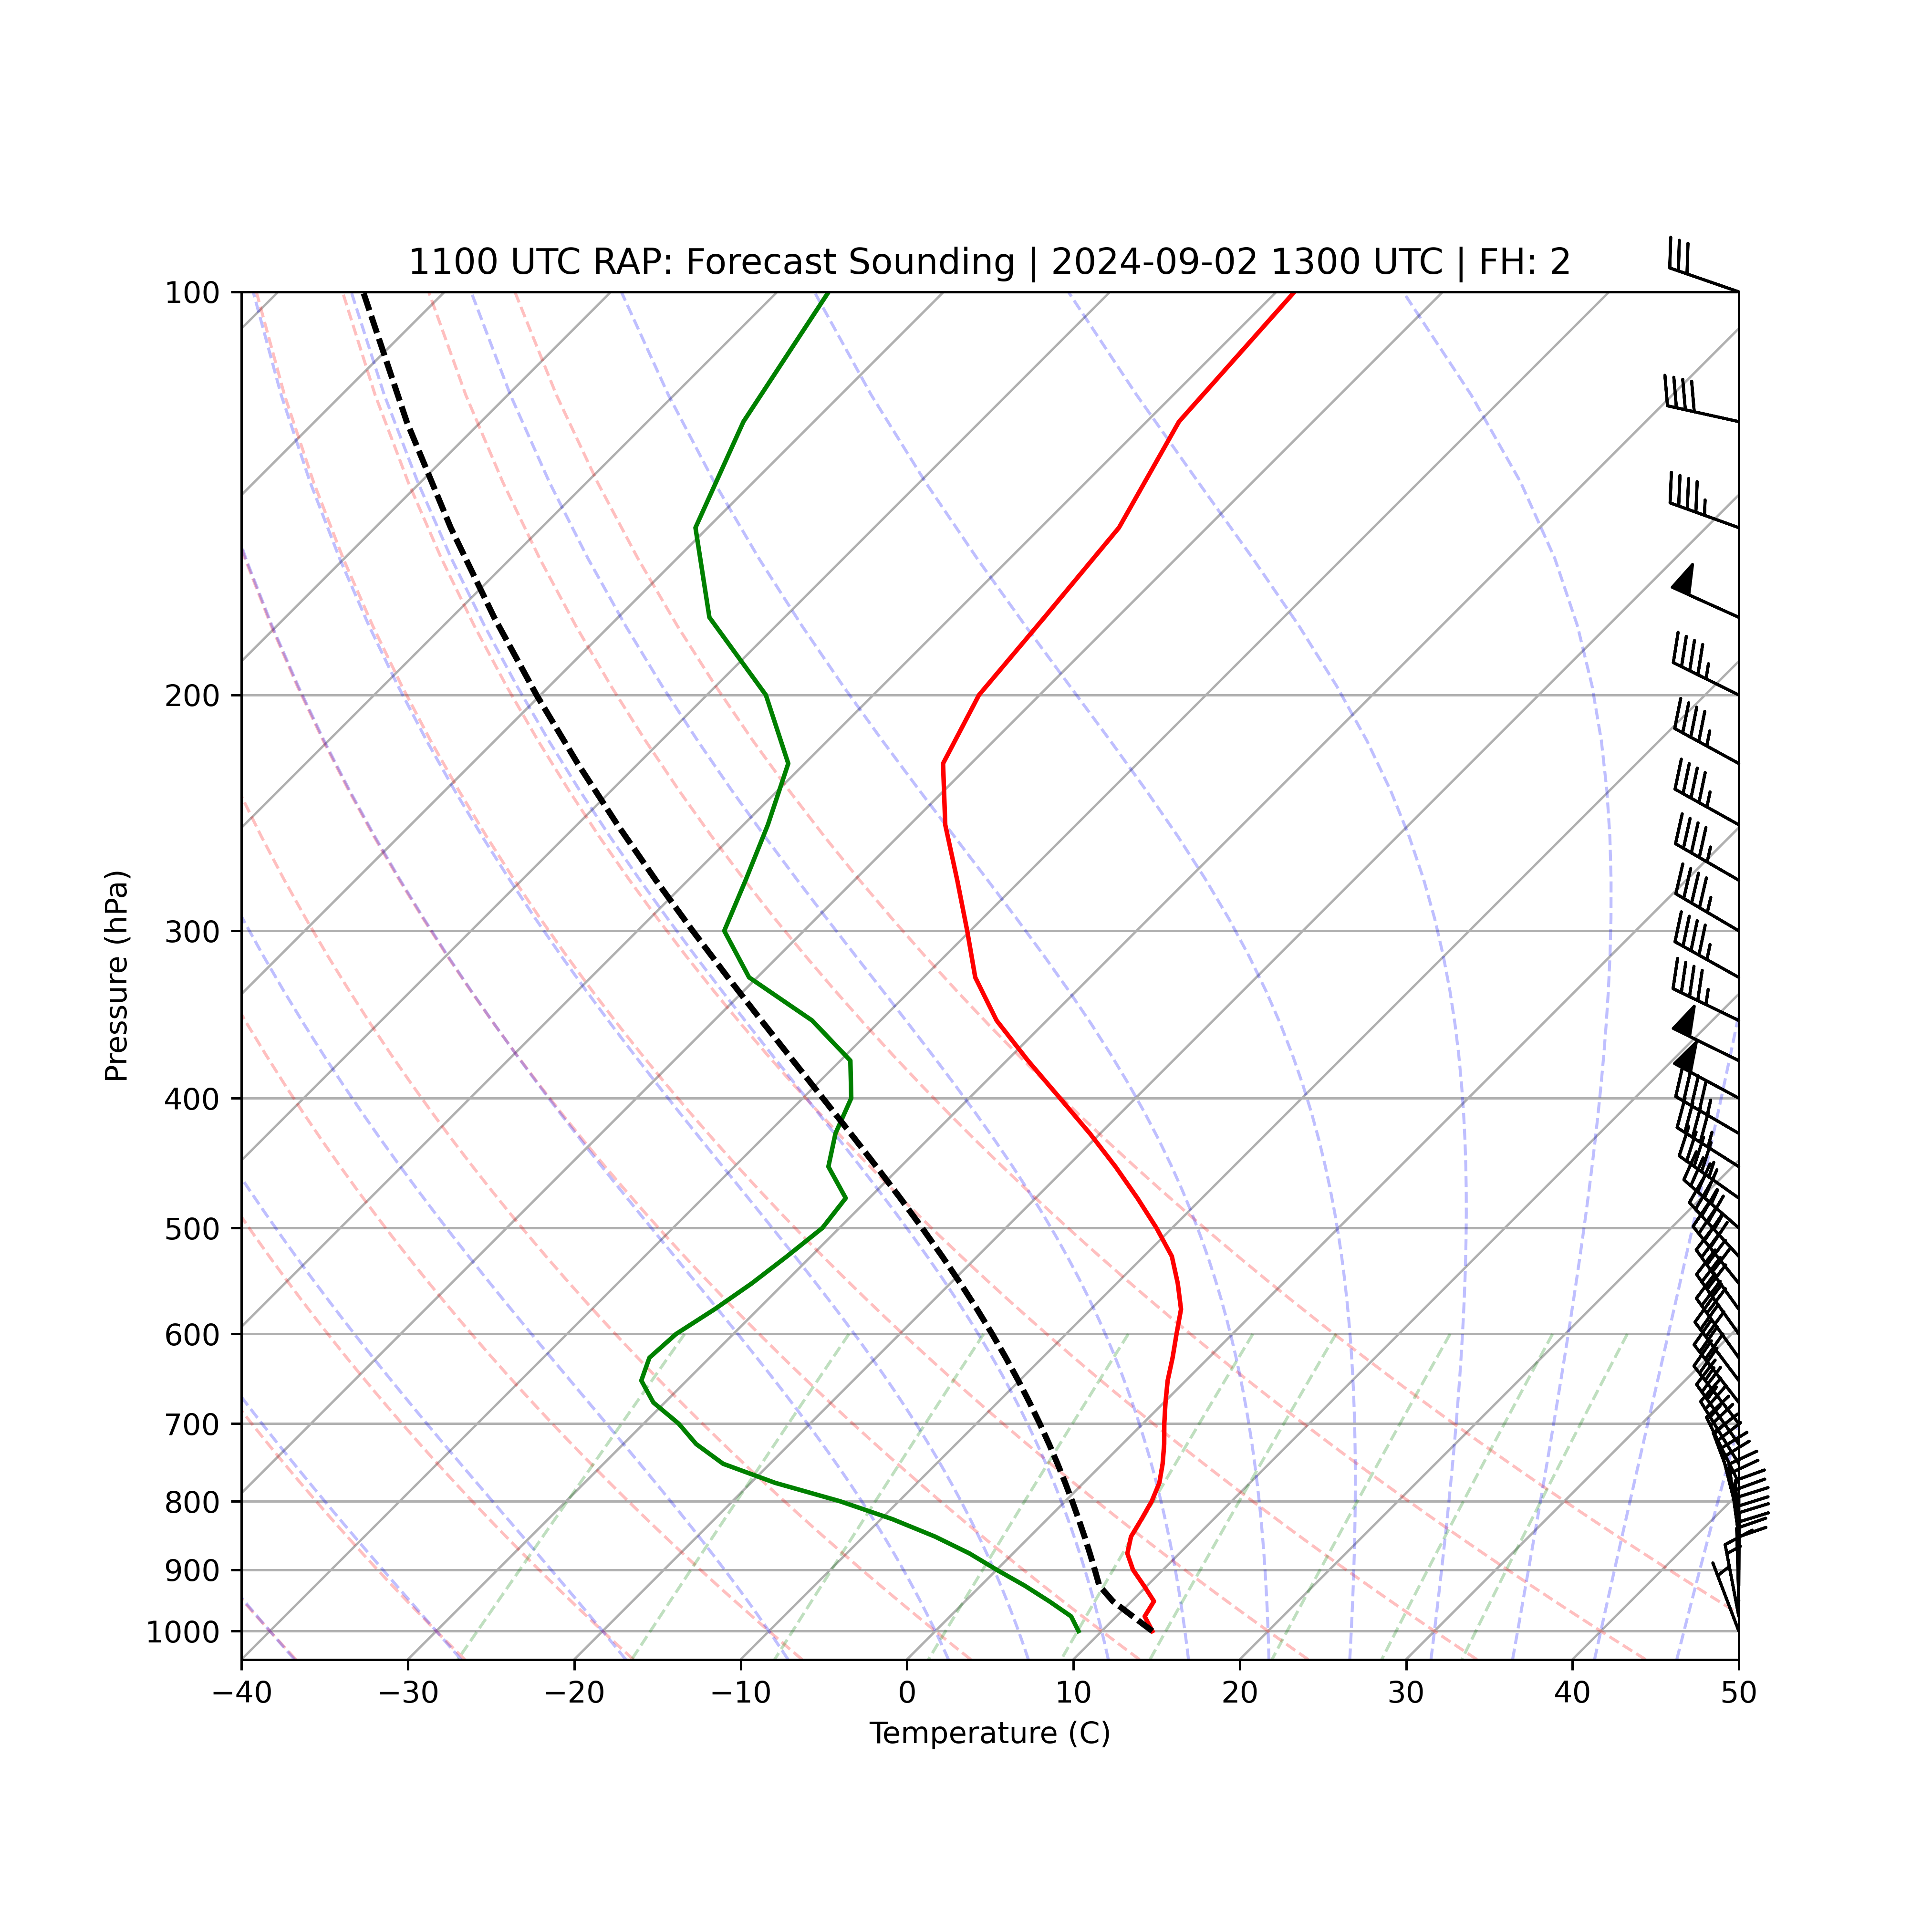 1100 UTC RAP: Forecast Sounding | 2024-09-02 1300 UTC | FH: 2
100
200
300
400
500
600
700
800
900
1000
Pressure (hPa)
−40 −30 −20 −10 0 10 20 30 40 50
Temperature (C)